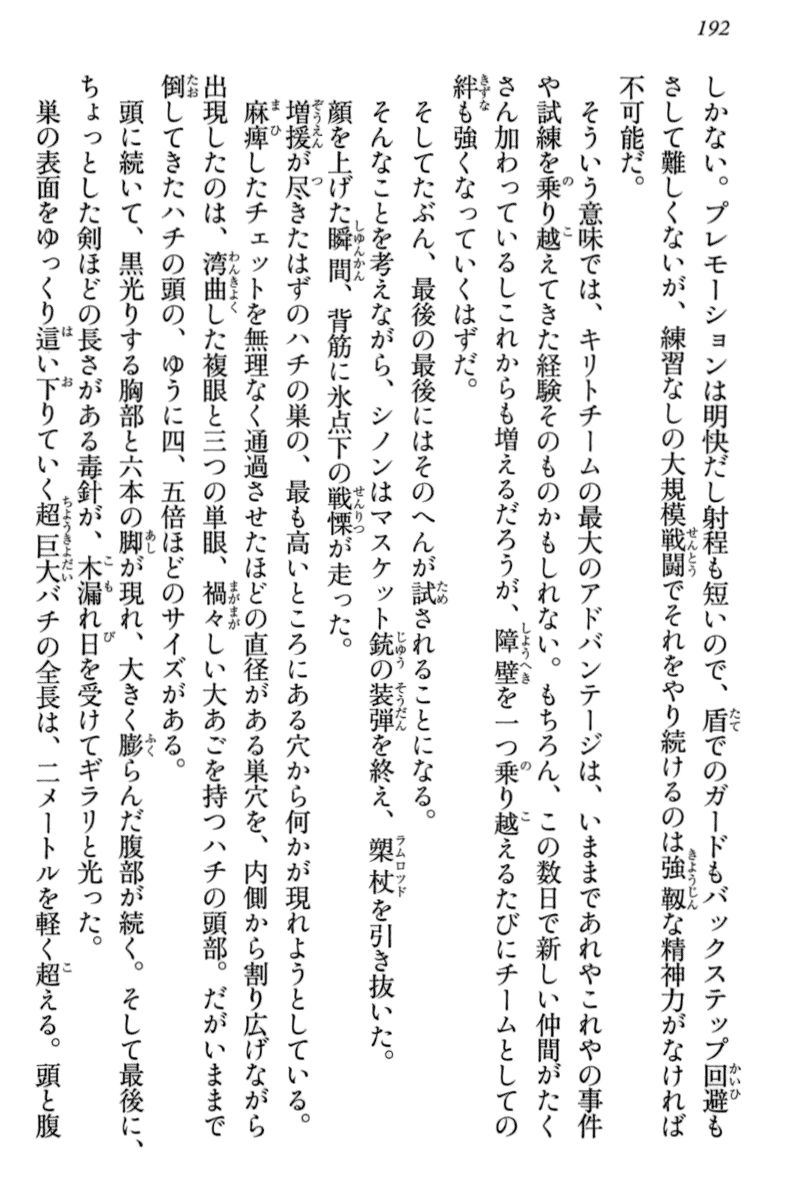 192
しかない。プレモーションは明快だし射程も短いので、盾でのガードもバックステップ回避も
さして難しくないが、練習なしの大規模戦闘でそれをやり続けるのは強靱な精神力がなければ
不可能だ。
そういう意味では、キリトチームの最大のアドバンテージは、いままであれやこれやの事件
や試練を乗り越えてきた経験そのものかもしれない。もちろん、この数日で新しい仲間がたく
さん加わっているしこれからも増えるだろうが、障壁を一つ乗り越えるたびにチームとしての
絆も強くなっていくはずだ。
そしてたぶん、最後の最後にはそのへんが試されることになる。
そんなことを考えながら、シノンはマスケット銃の装弾を終え、槊杖を引き抜いた。
顔を上げた瞬間、背筋に氷点下の戦慄が走った。
増援が尽きたはずのハチの巣の、最も高いところにある穴から何かが現れようとしている。
麻痺したチェットを無理なく通過させたほどの直径がある巣穴を、内側から割り広げながら
出現したのは、湾曲した複眼と三つの単眼、禍々しい大あごを持つハチの頭部。だがいままで
倒してきたハチの頭の、ゆうに四、五倍ほどのサイズがある。
頭に続いて、黒光りする胸部と六本の脚が現れ、大きく膨らんだ腹部が続く。そして最後に、
ちょっとした剣ほどの長さがある毒針が、木漏れ日を受けてギラリと光った。
巣の表面をゆっくり這い下りていく超巨大バチの全長は、二メートルを軽く超える。頭と腹